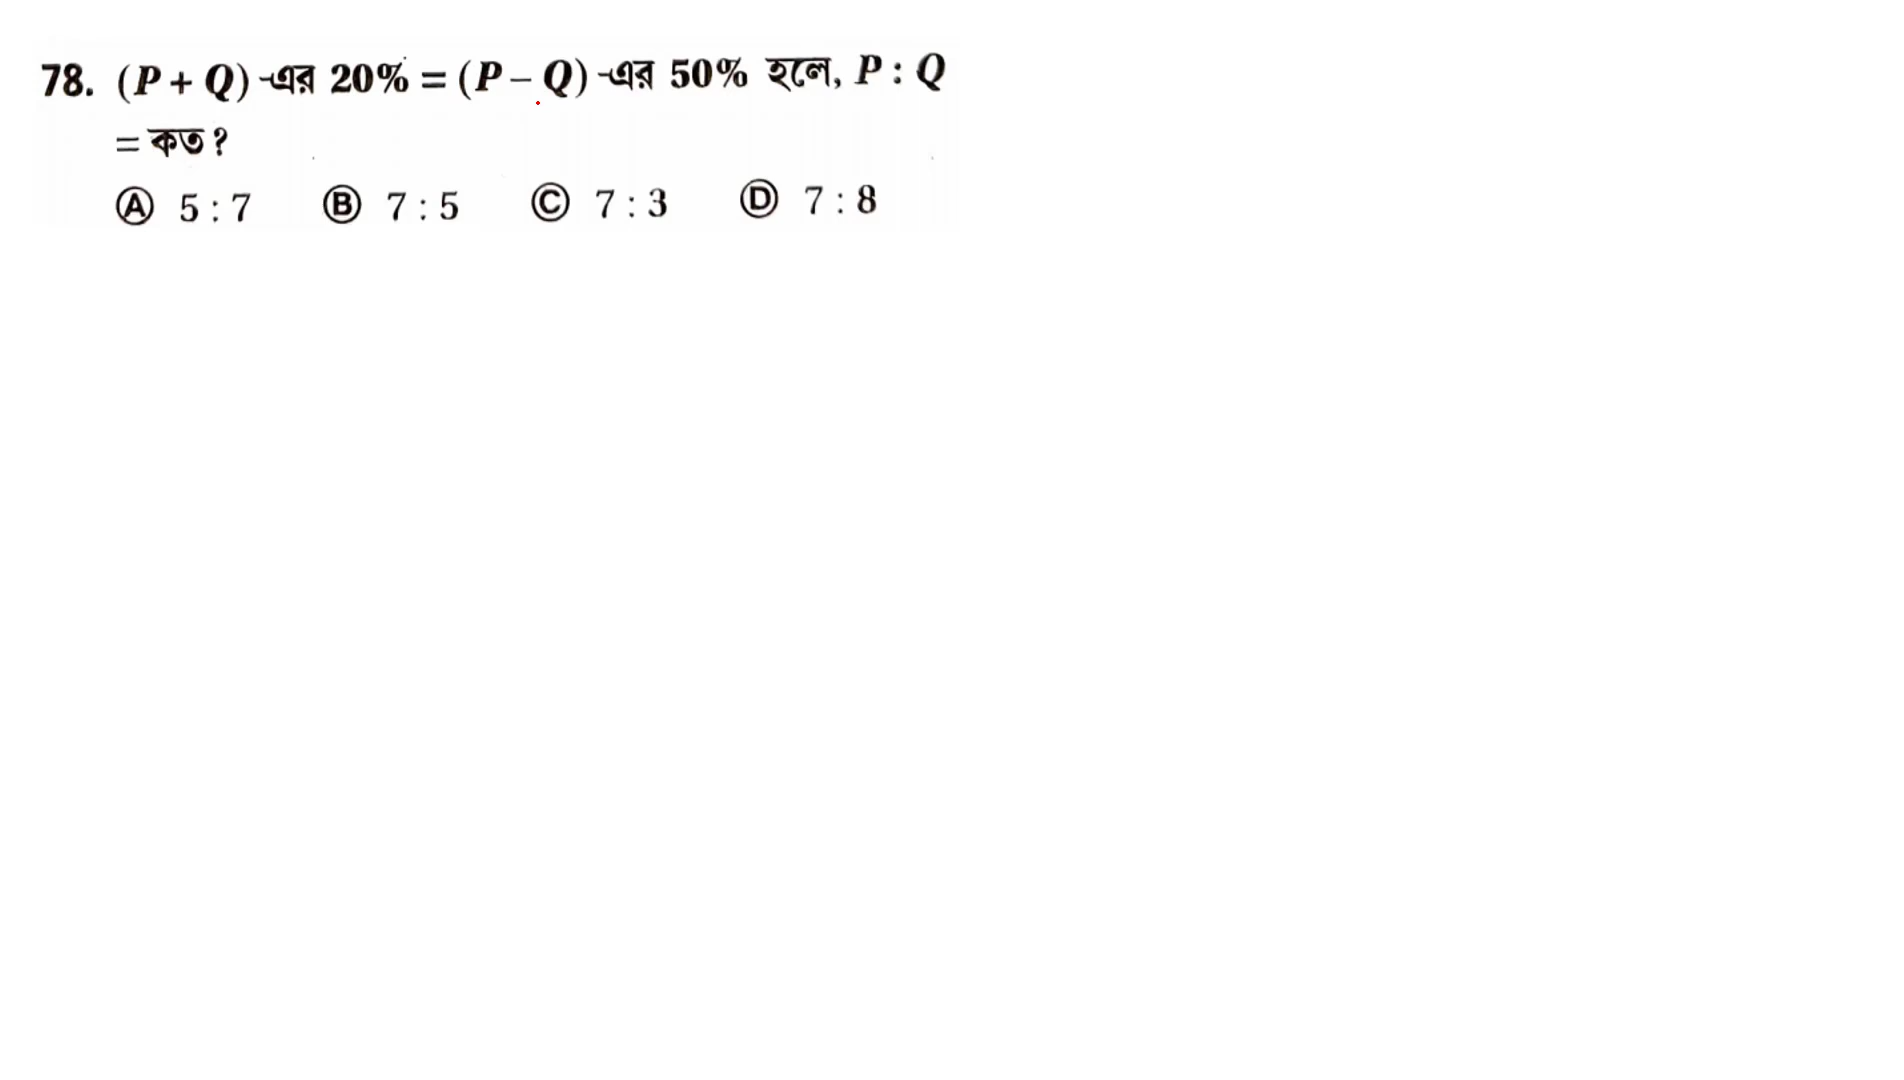 78. (P + Q) -এর 20% = (P – Q) -এর 50% হলে, P : Q
= কত ?
Ⓐ 5 : 7 Ⓑ 7 : 5 Ⓒ 7 : 3 Ⓓ 7 : 8